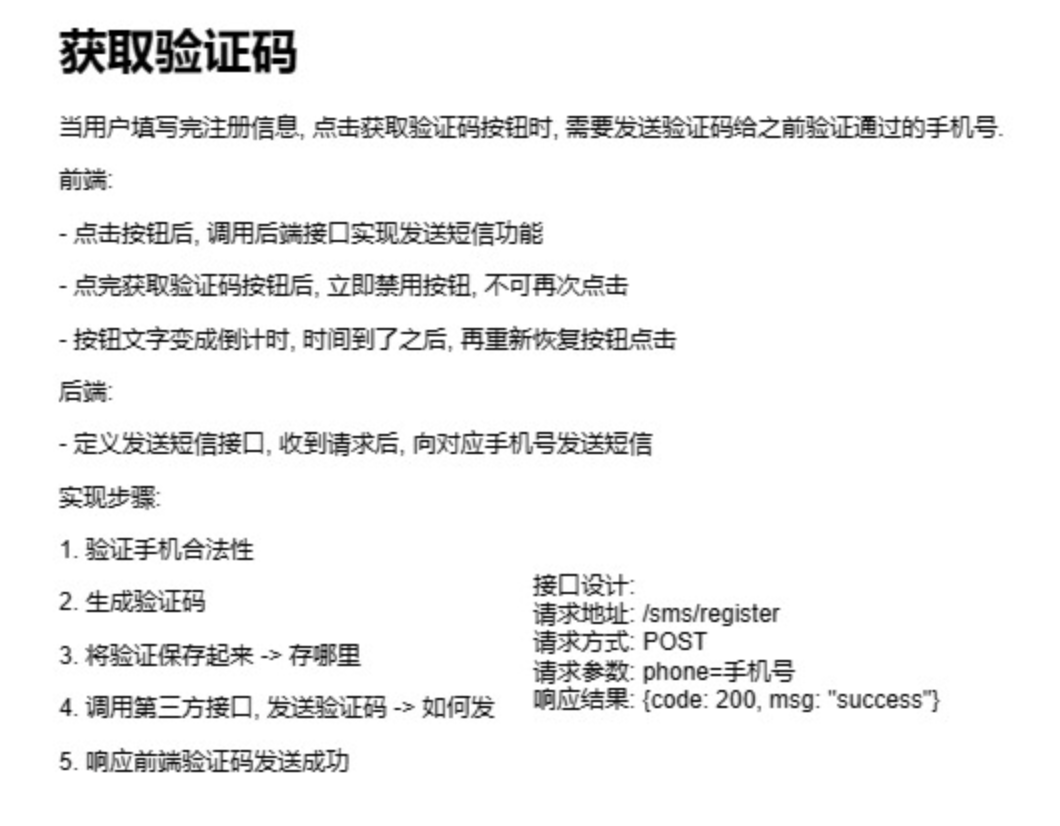 获取验证码
当用户填写完注册信息, 点击获取验证码按钮时, 需要发送验证码给之前验证通过的手机号.
前端:
- 点击按钮后, 调用后端接口实现发送短信功能
- 点完获取验证码按钮后, 立即禁用按钮, 不可再次点击
- 按钮文字变成倒计时, 时间到了之后, 再重新恢复按钮点击
后端:
- 定义发送短信接口, 收到请求后, 向对应手机号发送短信
实现步骤:
1. 验证手机合法性
2. 生成验证码
3. 将验证保存起来 -> 存哪里
4. 调用第三方接口, 发送验证码 -> 如何发
5. 响应前端验证码发送成功
接口设计:
请求地址: /sms/register
请求方式: POST
请求参数: phone=手机号
响应结果: {code: 200, msg: "success"}